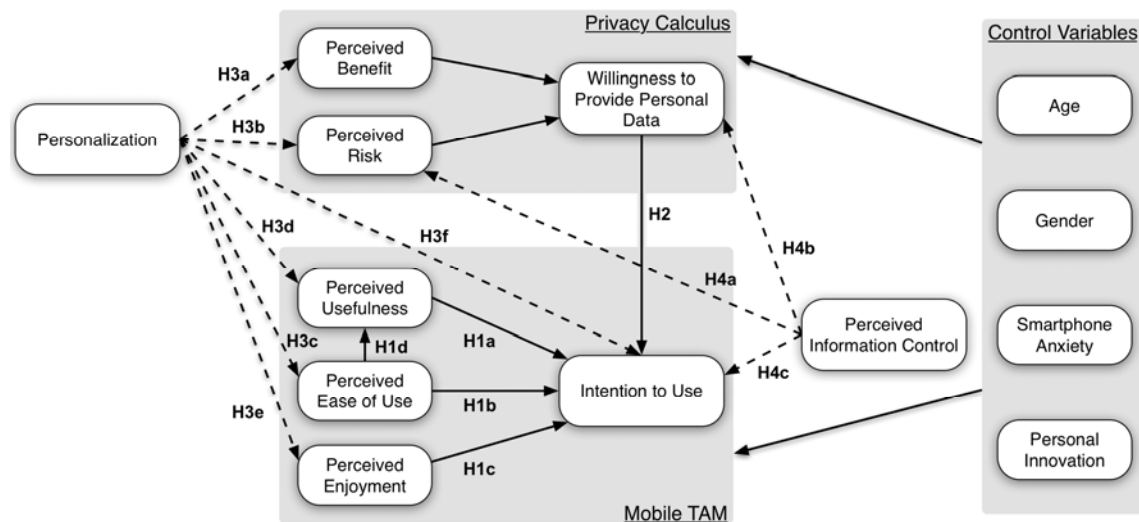 Privacy Calculus
Control Variables
Perceived
Benefit
H3a
Willingness to
Provide Personal
Data
Age
Personalization
H3b
Perceived
Risk
H2
Gender
H3d
H3f
H4b
H4a
Perceived
Usefulness
H1a
Perceived
Information Control
Smartphone
Anxiety
H3c
H1d
H4c
Perceived
Ease of Use
H1b
Intention to Use
H3e
Perceived
Enjoyment
H1c
Personal
Innovation
Mobile TAM